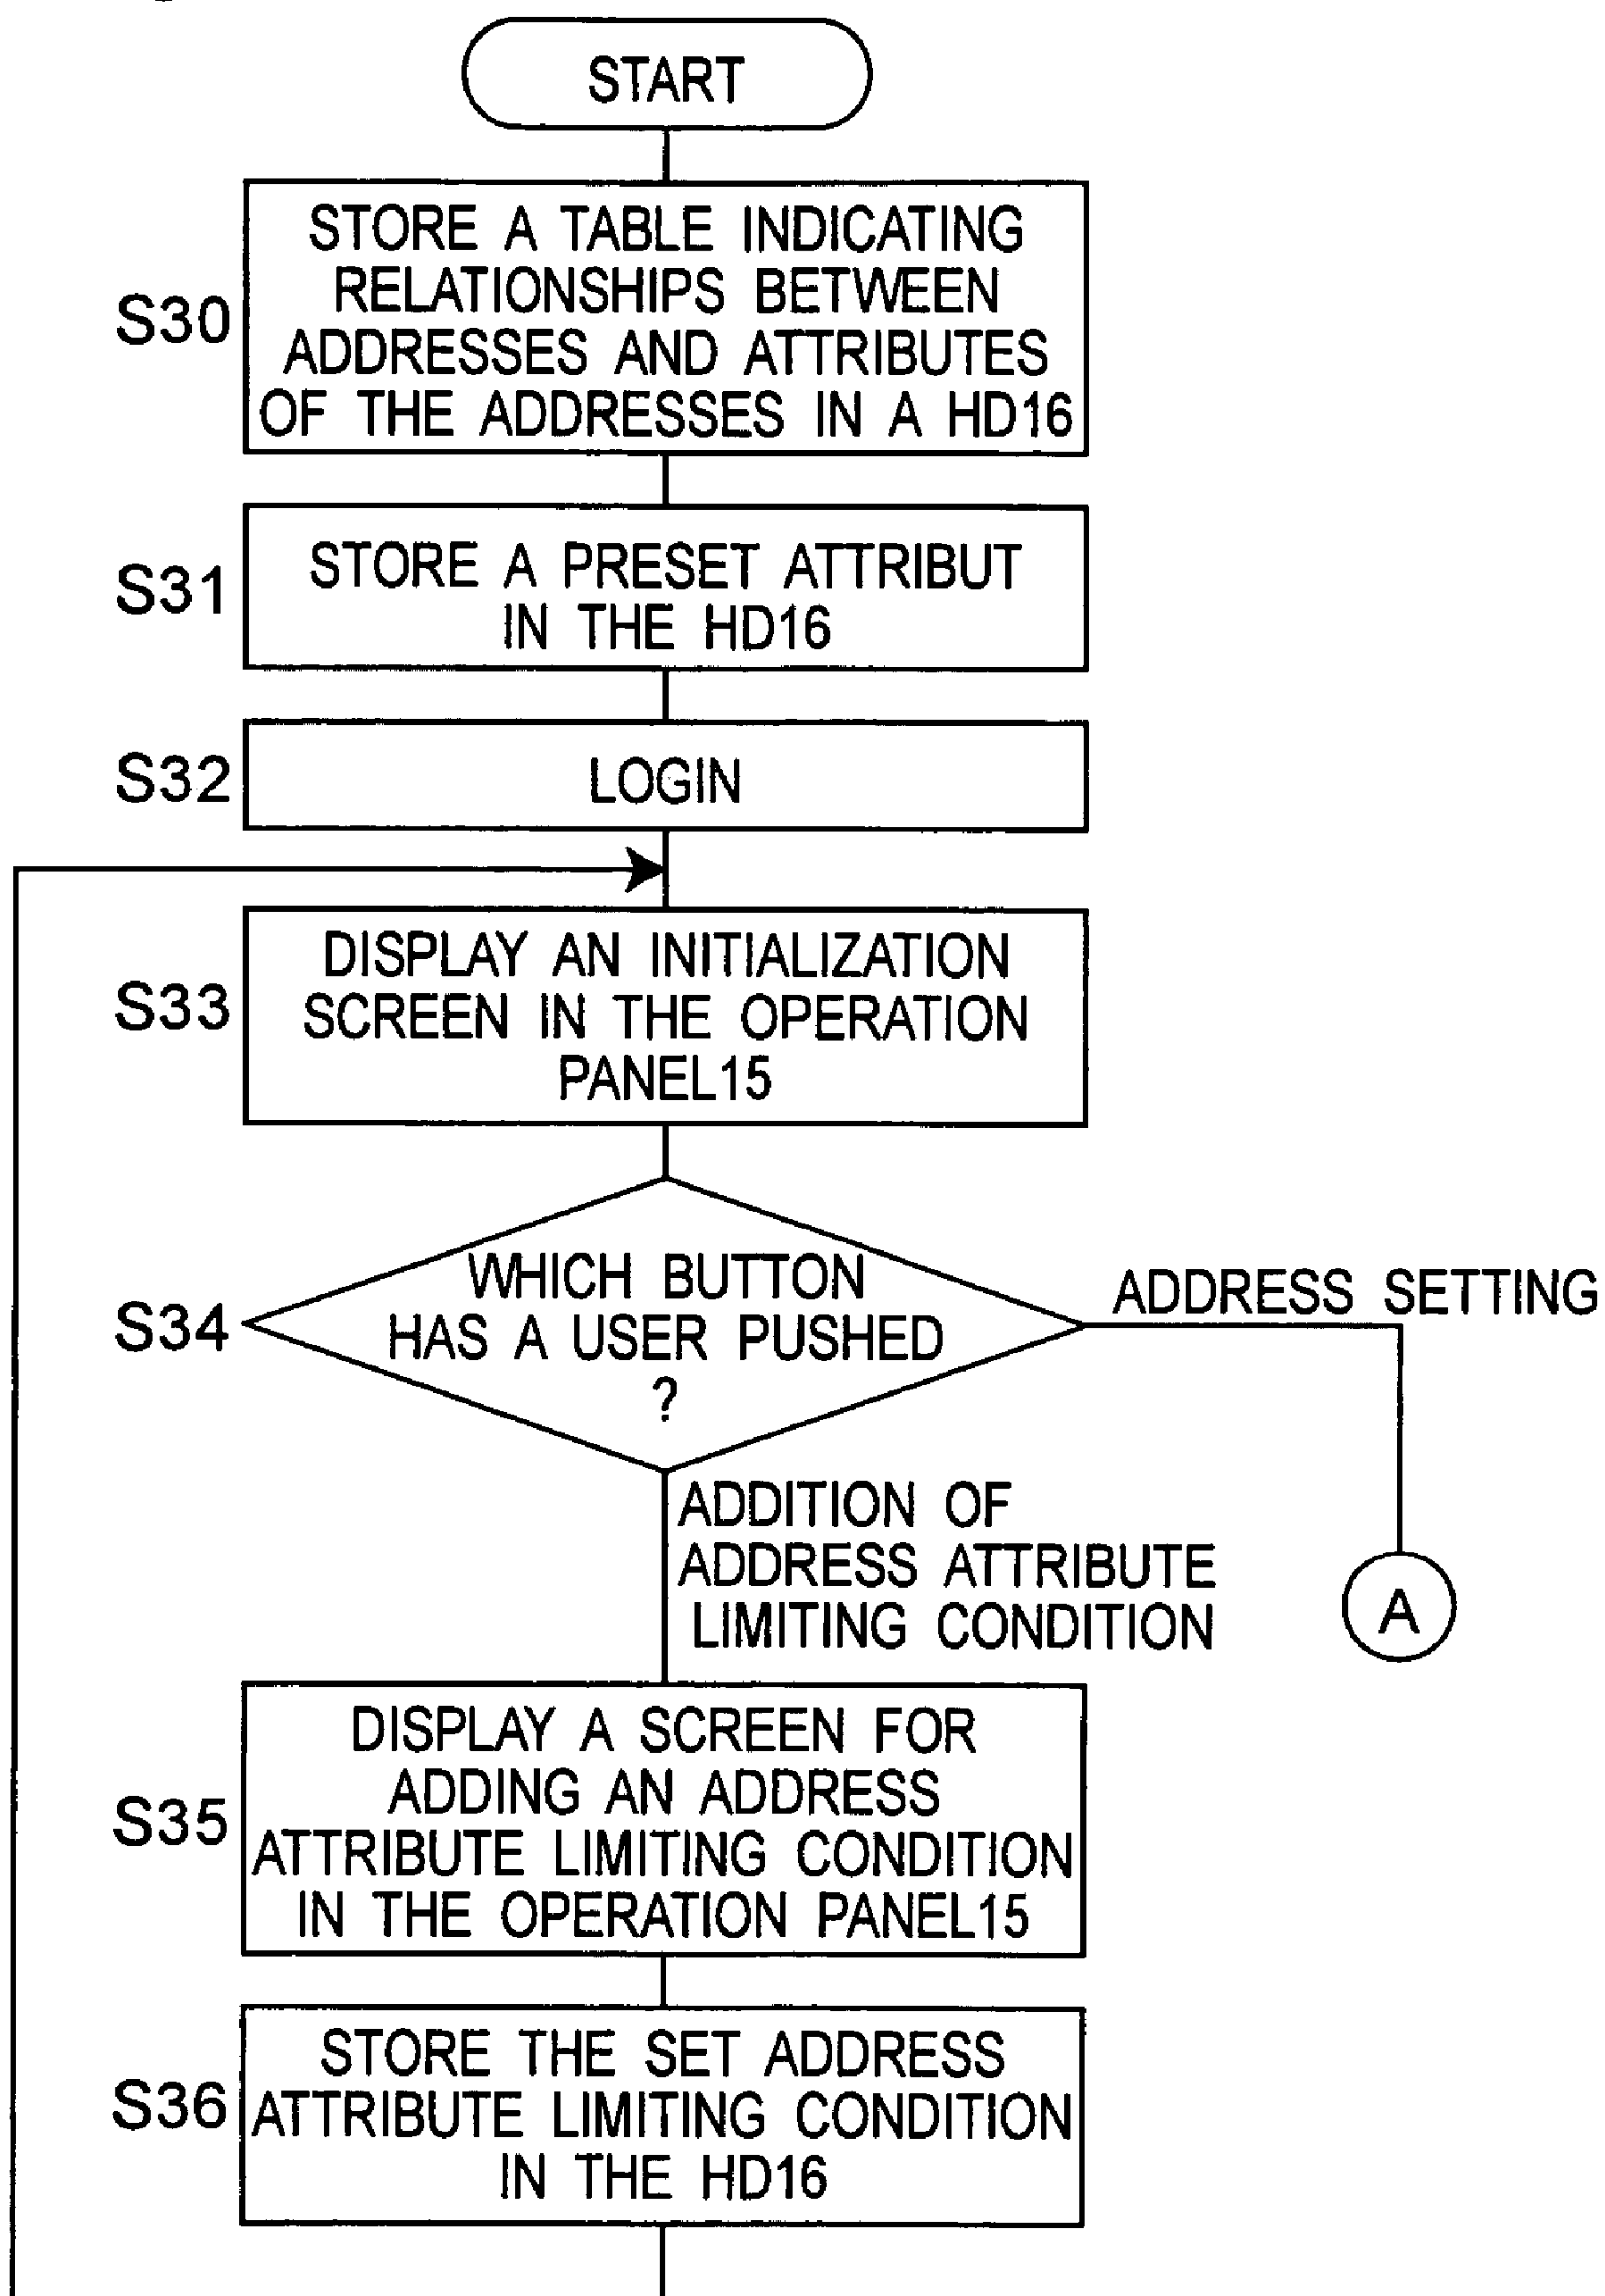 START
S30
STORE A TABLE INDICATING
RELATIONSHIPS BETWEEN
ADDRESSES AND ATTRIBUTES
OF THE ADDRESSES IN A HD16
S31
STORE A PRESET ATTRIBUT
IN THE HD16
S32
LOGIN
S33
DISPLAY AN INITIALIZATION
SCREEN IN THE OPERATION
PANEL15
S34
WHICH BUTTON
HAS A USER PUSHED
?
ADDRESS SETTING
A
ADDITION OF
ADDRESS ATTRIBUTE
LIMITING CONDITION
S35
DISPLAY A SCREEN FOR
ADDING AN ADDRESS
ATTRIBUTE LIMITING CONDITION
IN THE OPERATION PANEL15
S36
STORE THE SET ADDRESS
ATTRIBUTE LIMITING CONDITION
IN THE HD16